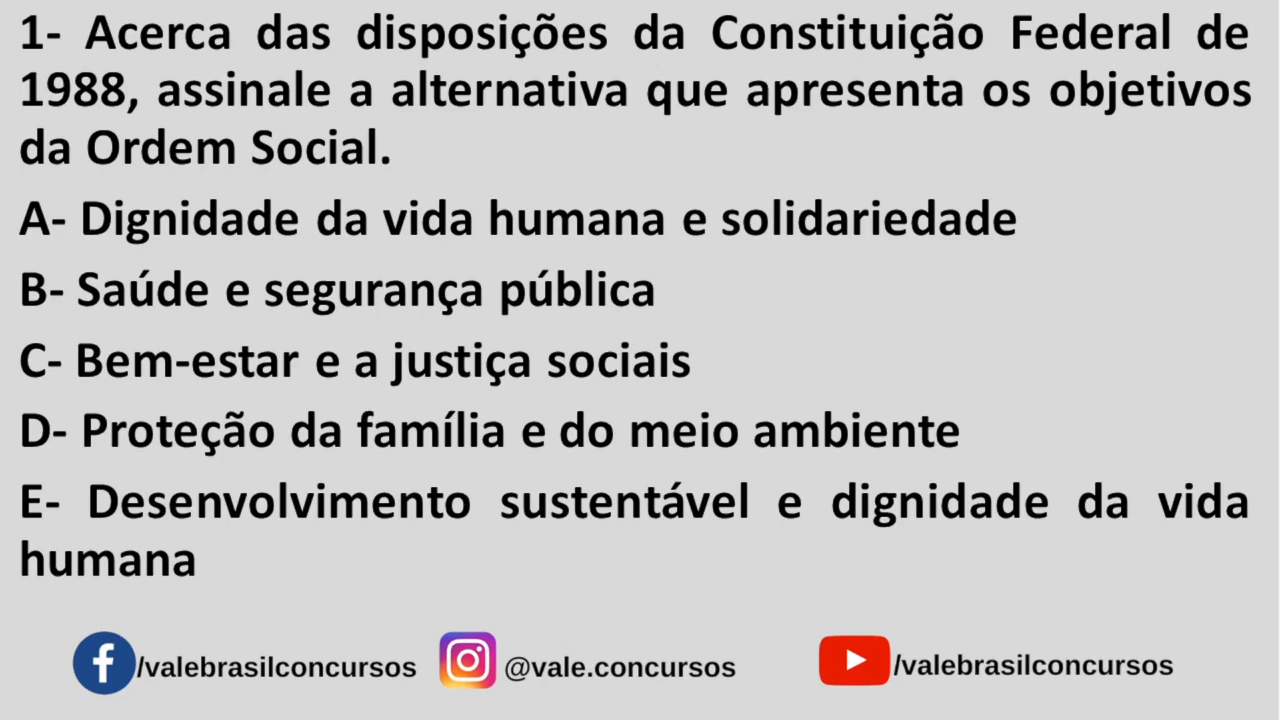 1- Acerca das disposições da Constituição Federal de
1988, assinale a alternativa que apresenta os objetivos
da Ordem Social.
A- Dignidade da vida humana e solidariedade
B- Saúde e segurança pública
C- Bem-estar e a justiça sociais
D- Proteção da família e do meio ambiente
E- Desenvolvimento sustentável e dignidade da vida
humana
/valebrasilconcursos @vale.concursos /valebrasilconcursos